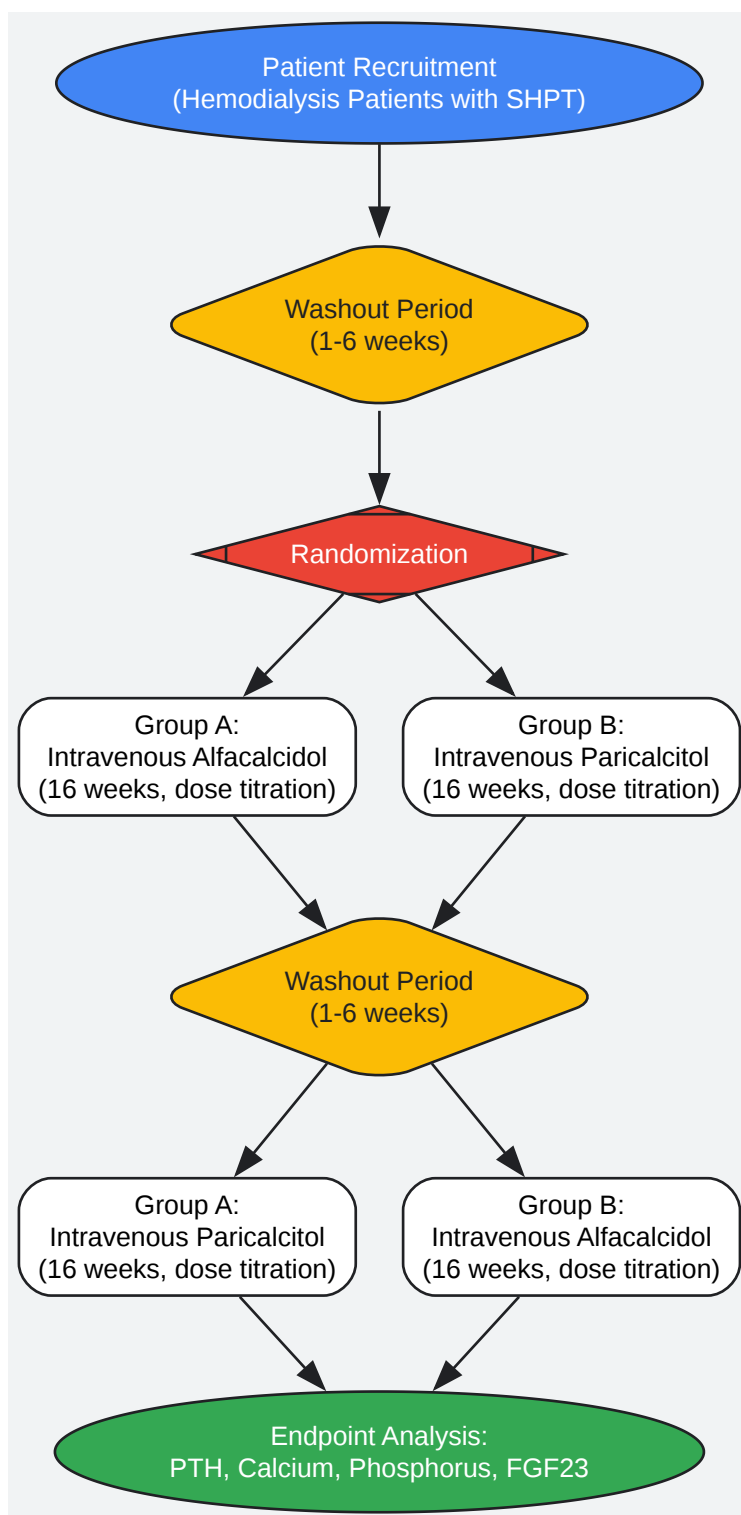 Patient Recruitment
(Hemodialysis Patients with SHPT)
Washout Period
(1-6 weeks)
Randomization
Group A:
Intravenous Alfacalcidol
(16 weeks, dose titration)
Group B:
Intravenous Paricalcitol
(16 weeks, dose titration)
Washout Period
(1-6 weeks)
Group A:
Intravenous Paricalcitol
(16 weeks, dose titration)
Group B:
Intravenous Alfacalcidol
(16 weeks, dose titration)
Endpoint Analysis:
PTH, Calcium, Phosphorus, FGF23